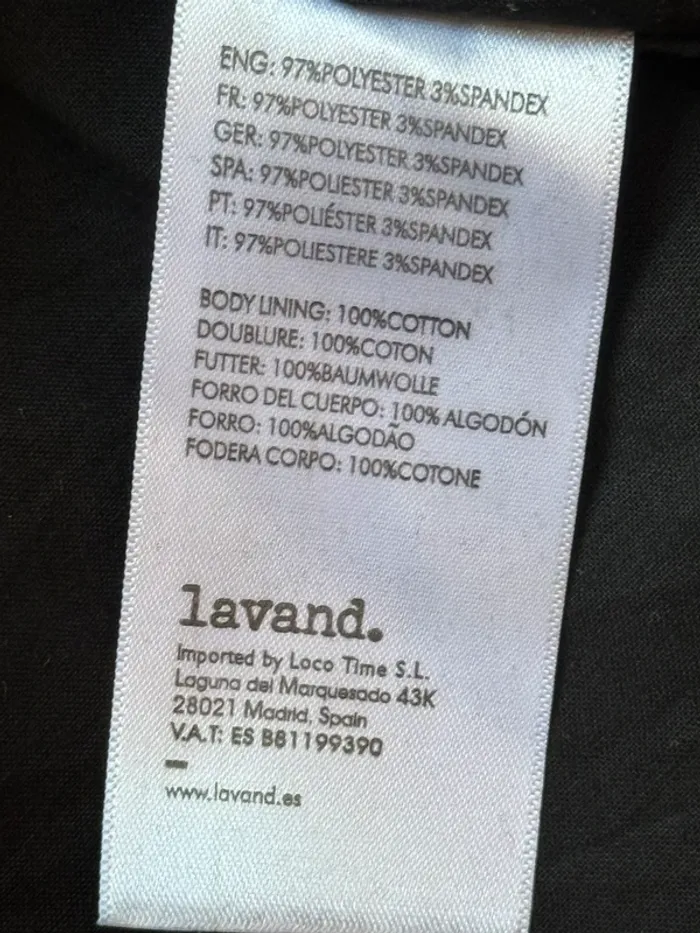 ENG: 97%POLYESTER 3%SPANDEX
FR: 97%POLYESTER 3%SPANDEX
GER: 97%POLYESTER 3%SPANDEX
SPA: 97%POLIESTER 3%SPANDEX
PT: 97%POLIÉSTER 3%SPANDEX
IT: 97%POLIESTERE 3%SPANDEX
BODY LINING: 100%COTTON
DOUBLURE: 100%COTON
FUTTER: 100%BAUMWOLLE
FORRO DEL CUERPO: 100% ALGODÓN
FORRO: 100%ALGODÃO
FODERA CORPO: 100%COTONE
lavand.
Imported by Loco Time S.L.
Laguna del Marquesado 43K
28021 Madrid, Spain
V.A.T: ES B81199390
www.lavand.es